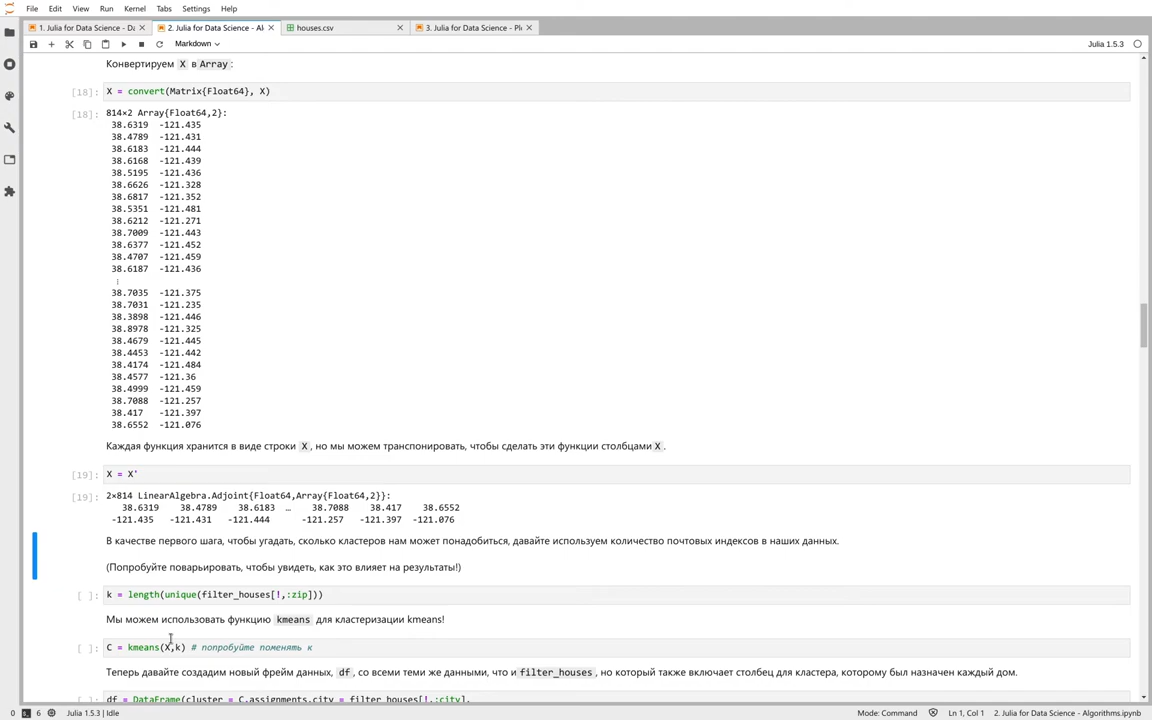 File Edit View Run Kernel Tabs Settings Help
1. Julia for Data Science - Da
2. Julia for Data Science - Al
houses.csv
3. Julia for Data Science - Plo
Markdown
Julia 1.5.3
Конвертируем X в Array:
[18]: X = convert(Matrix{Float64}, X)
[18]: 814×2 Array{Float64,2}:
38.6319 -121.435
38.4789 -121.431
38.6183 -121.444
38.6168 -121.439
38.5195 -121.436
38.6626 -121.328
38.6817 -121.352
38.5351 -121.481
38.6212 -121.271
38.7009 -121.443
38.6377 -121.452
38.4707 -121.459
38.6187 -121.436
⋮
38.7035 -121.375
38.7031 -121.235
38.3898 -121.446
38.8978 -121.325
38.4679 -121.445
38.4453 -121.442
38.4174 -121.484
38.4577 -121.36
38.4999 -121.459
38.7088 -121.257
38.417 -121.397
38.6552 -121.076
Каждая функция хранится в виде строки X, но мы можем транспонировать, чтобы сделать эти функции столбцами X.
[19]: X = X'
[19]: 2×814 LinearAlgebra.Adjoint{Float64,Array{Float64,2}}:
38.6319 38.4789 38.6183 … 38.7088 38.417 38.6552
-121.435 -121.431 -121.444 -121.257 -121.397 -121.076
В качестве первого шага, чтобы угадать, сколько кластеров нам может понадобиться, давайте используем количество почтовых индексов в наших данных.
(Попробуйте поварьировать, чтобы увидеть, как это влияет на результаты!)
[ ]: k = length(unique(filter_houses[!,:zip]))
Мы можем использовать функцию kmeans для кластеризации kmeans!
[ ]: C = kmeans(X,k) # попробуйте поменять к
Теперь давайте создадим новый фрейм данных, df, со всеми теми же данными, что и filter_houses, но который также включает столбец для кластера, которому был назначен каждый дом.
[ ]: df = DataFrame(cluster = C.assignments,city = filter_houses[!,:city],
0 6 Julia 1.5.3 | Idle Mode: Command Ln 1, Col 1 2. Julia for Data Science - Algorithms.ipynb